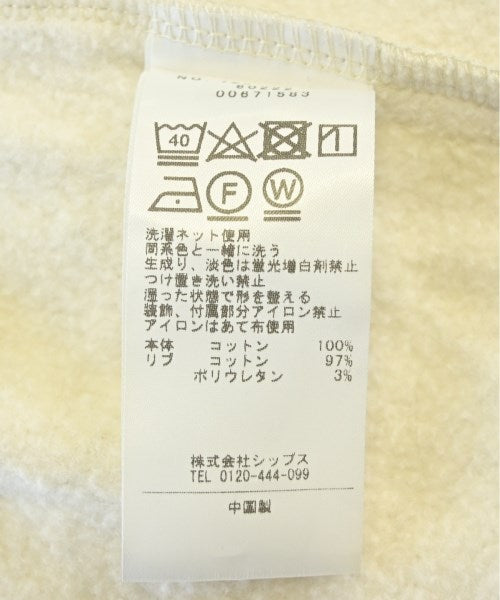 00671583
40
F
W
洗濯ネット使用
同系色と一緒に洗う
生成り、淡色は蛍光増白剤禁止
つけ置き洗い禁止
湿った状態で形を整える
装飾、付属部分アイロン禁止
アイロンはあて布使用
本体 コットン 100%
リブ コットン 97%
ポリウレタン 3%
株式会社シップス
TEL 0120-444-099
中国製